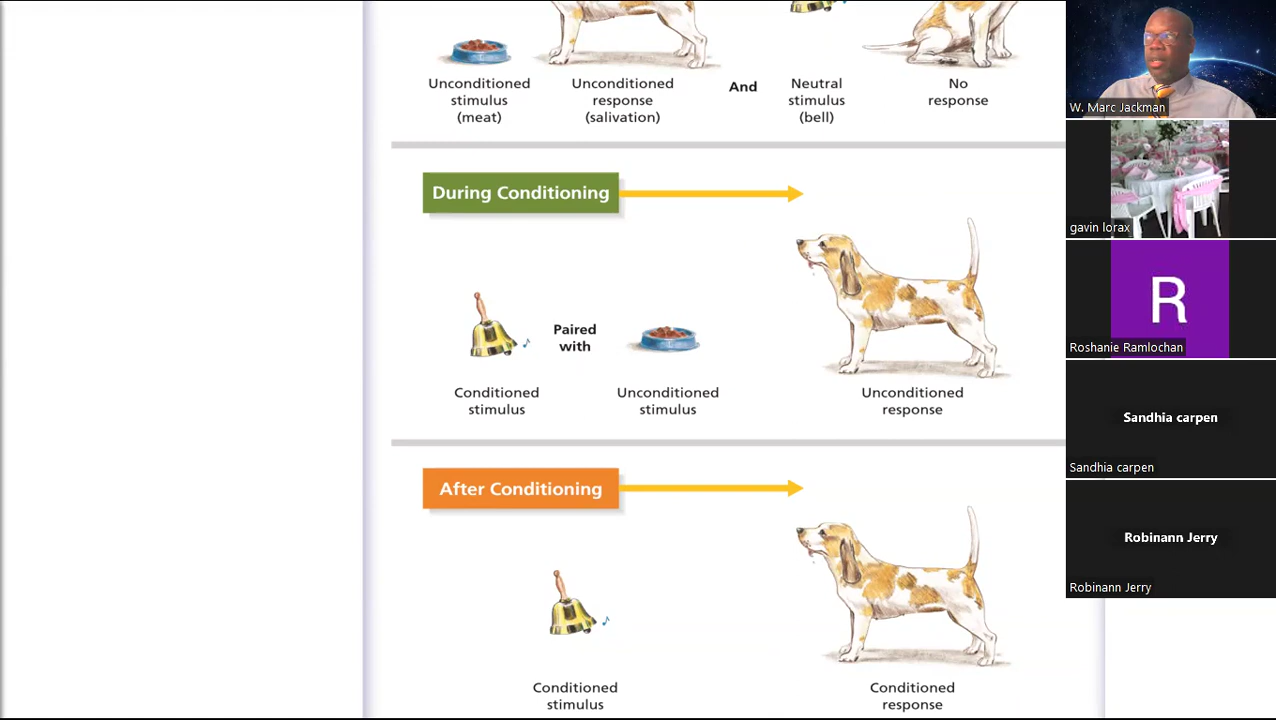 Unconditioned
stimulus
(meat)
Unconditioned
response
(salivation)
And
Neutral
stimulus
(bell)
No
response
During Conditioning
Paired
with
Conditioned
stimulus
Unconditioned
stimulus
Unconditioned
response
After Conditioning
Conditioned
stimulus
Conditioned
response
W. Marc Jackman
gavin lorax
R
Roshanie Ramlochan
Sandhia carpen
Sandhia carpen
Robinann Jerry
Robinann Jerry